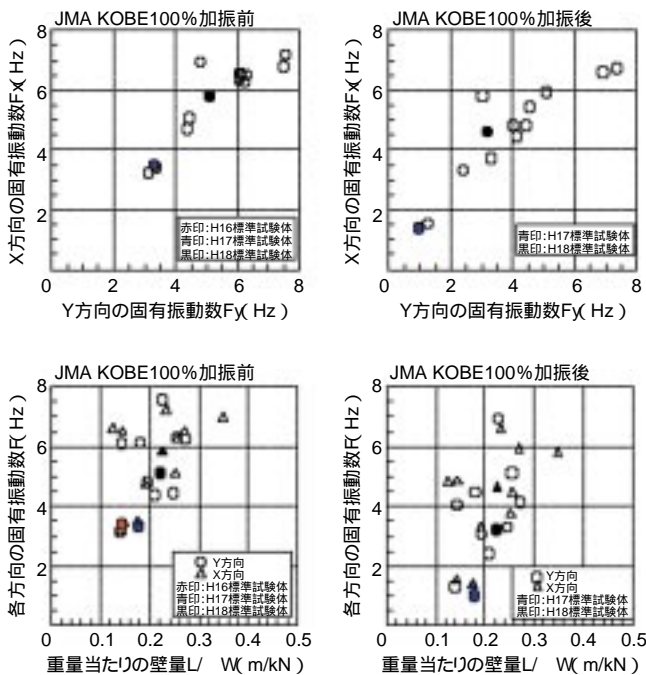 JMA KOBE100%加振前
X方向の固有振動数Fx( Hz )
8
6
4
2
0
赤印:H16標準試験体
青印:H17標準試験体
黒印:H18標準試験体
0 2 4 6 8
Y方向の固有振動数Fy( Hz )
JMA KOBE100%加振後
X方向の固有振動数Fx( Hz )
8
6
4
2
青印:H17標準試験体
黒印:H18標準試験体
0 2 4 6 8
Y方向の固有振動数Fy( Hz )
JMA KOBE100%加振前
各方向の固有振動数F( Hz )
8
6
4
2
Y方向
X方向
赤印:H16標準試験体
青印:H17標準試験体
黒印:H18標準試験体
0 0.1 0.2 0.3 0.4 0.5
重量当たりの壁量L/ W( m/kN )
JMA KOBE100%加振後
各方向の固有振動数F( Hz )
8
6
4
2
Y方向
X方向
青印:H17標準試験体
黒印:H18標準試験体
0 0.1 0.2 0.3 0.4 0.5
重量当たりの壁量L/ W( m/kN )